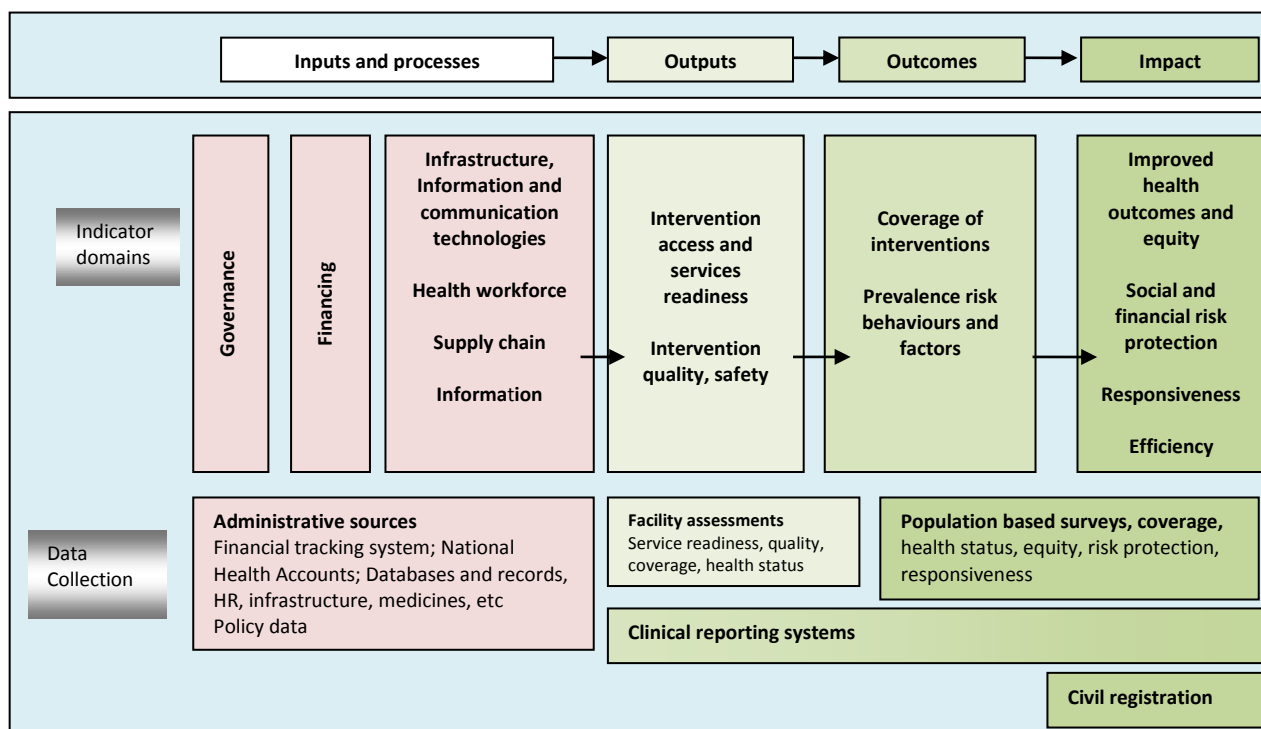 Inputs and processes
Outputs
Outcomes
Impact
Indicator
domains
Governance
Financing
Infrastructure,
Information and
communication
technologies
Health workforce
Supply chain
Information
Intervention
access and
services
readiness
Intervention
quality, safety
Coverage of
interventions
Prevalence risk
behaviours and
factors
Improved
health
outcomes and
equity
Social and
financial risk
protection
Responsiveness
Efficiency
Data
Collection
Administrative sources
Financial tracking system; National
Health Accounts; Databases and records,
HR, infrastructure, medicines, etc
Policy data
Facility assessments
Service readiness, quality,
coverage, health status
Population based surveys, coverage,
health status, equity, risk protection,
responsiveness
Clinical reporting systems
Civil registration